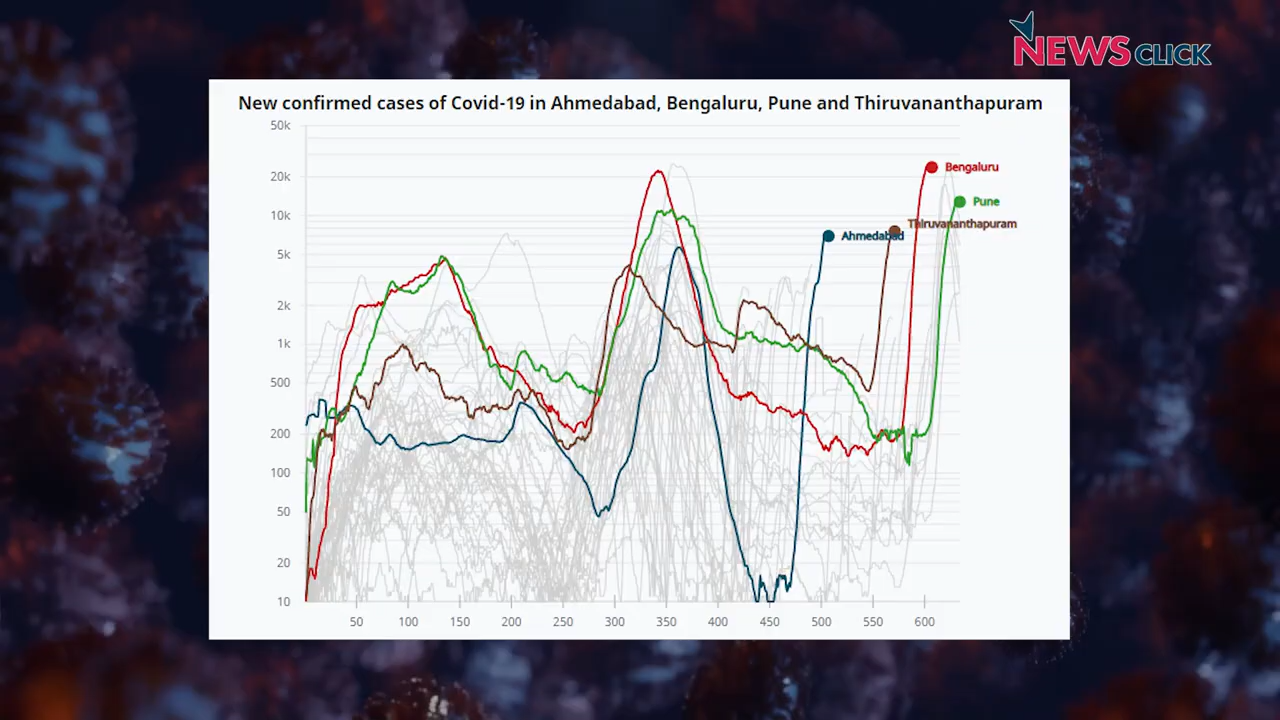 NEWSCLICK
New confirmed cases of Covid-19 in Ahmedabad, Bengaluru, Pune and Thiruvananthapuram
50k
20k
10k
5k
2k
1k
500
200
100
50
20
10
Bengaluru
Pune
Thiruvananthapuram
Ahmedabad
50 100 150 200 250 300 350 400 450 500 550 600